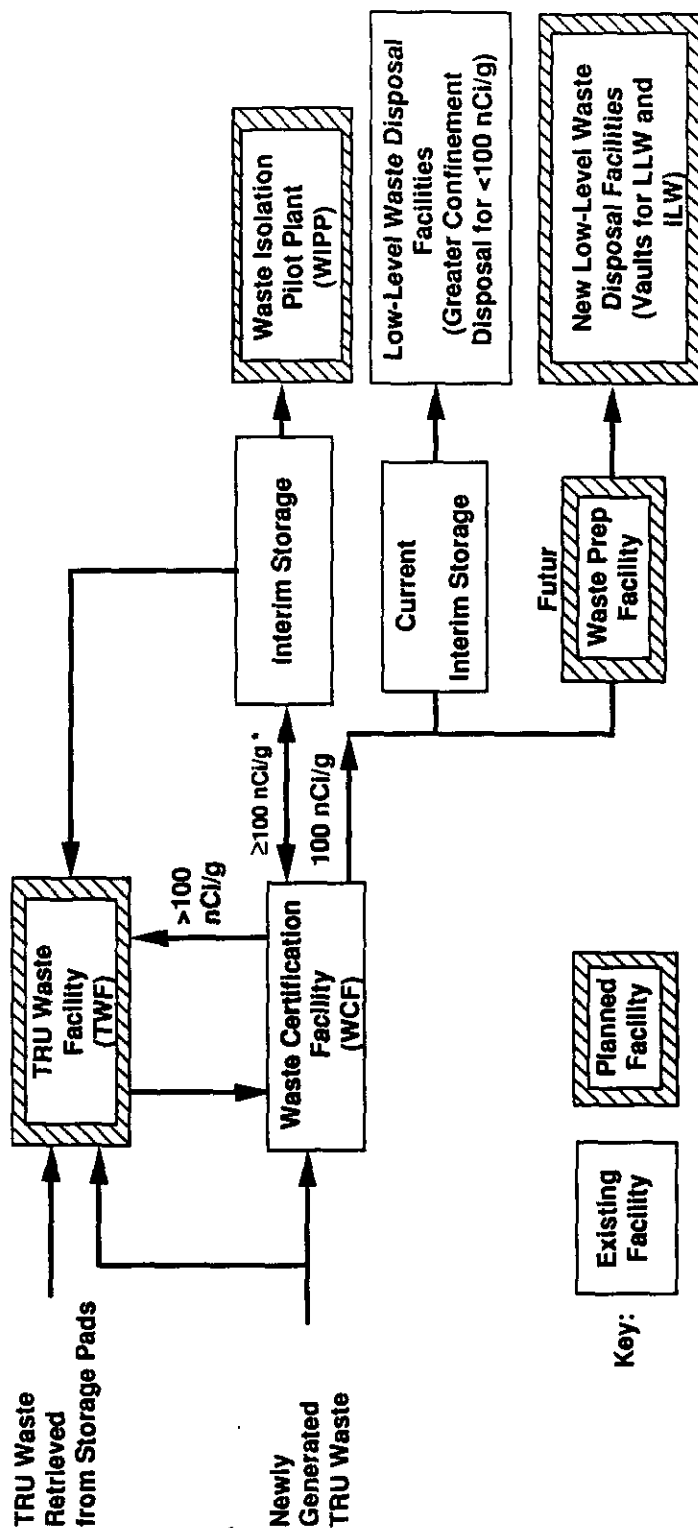 TRU Waste
Retrieved
from Storage Pads
Newly
Generated
TRU Waste
TRU Waste
Facility
(TWF)
>100
nCi/g
Waste Certification
Facility
(WCF)
≥100 nCi/g*
100 nCi/g
Interim Storage
Waste Isolation
Pilot Plant
(WIPP)
Current
Interim Storage
Low-Level Waste Disposal
Facilities
(Greater Confinement
Disposal for <100 nCi/g)
Futur
Waste Prep
Facility
New Low-Level Waste
Disposal Facilities
(Vaults for LLW and
ILW)
Key:
Existing
Facility
Planned
Facility